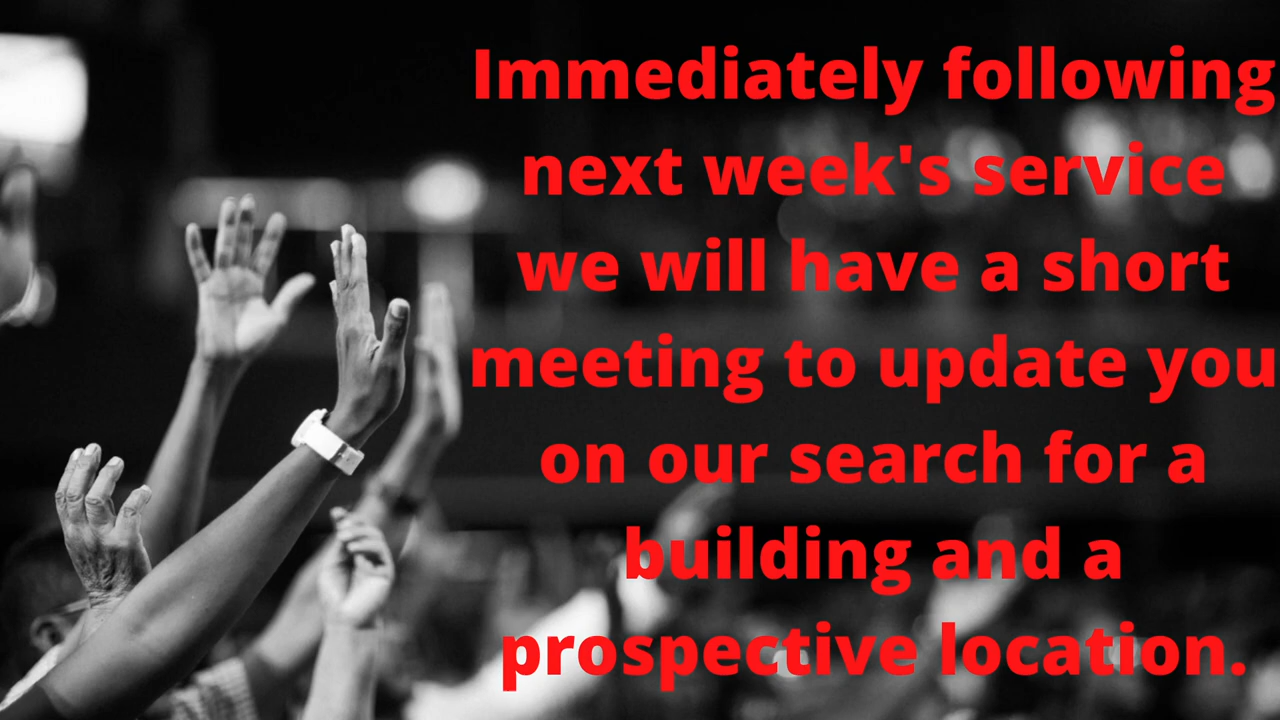 Immediately following
next week's service
we will have a short
meeting to update you
on our search for a
building and a
prospective location.